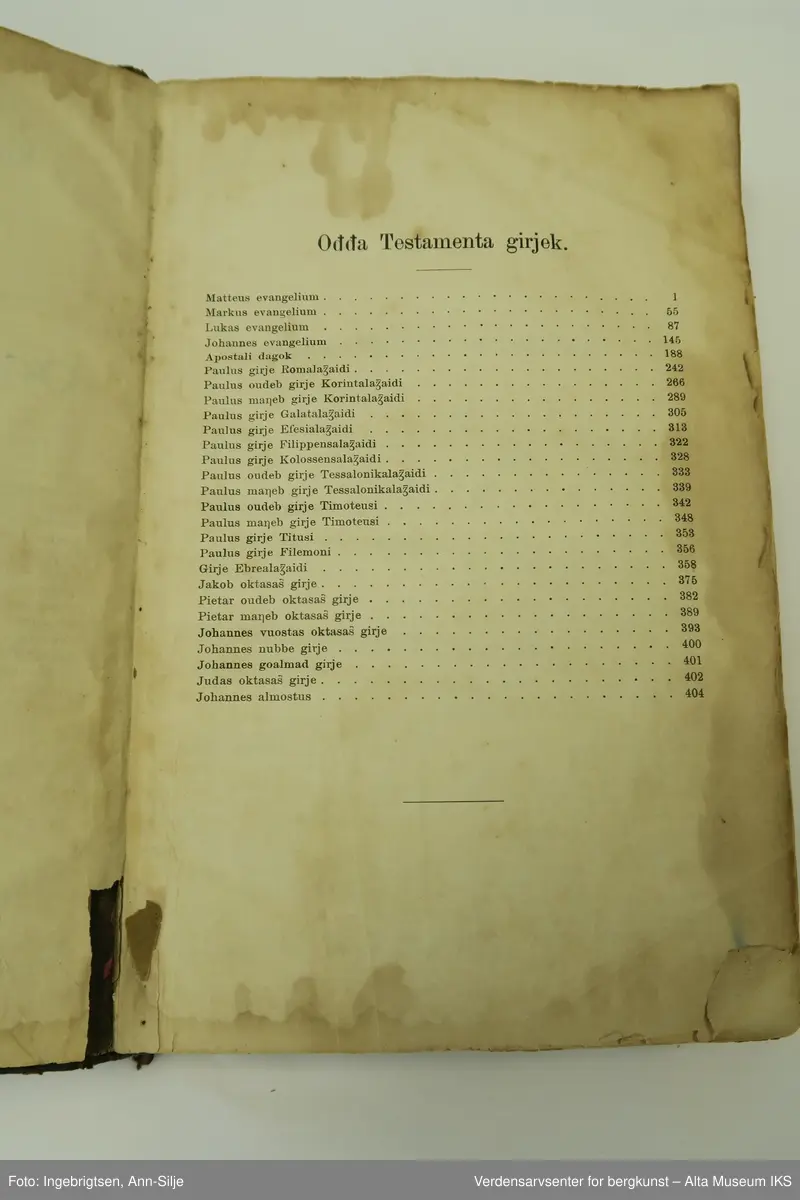 Ođđa Testamenta girjek.
Matteus evangelium . . . . . . . . . . . . . . . . . . . . 1
Markus evangelium . . . . . . . . . . . . . . . . . . . . 55
Lukas evangelium . . . . . . . . . . . . . . . . . . . . 87
Johannes evangelium . . . . . . . . . . . . . . . . . . . 145
Apostali dagok . . . . . . . . . . . . . . . . . . . . 188
Paulus girje Romalaʒaidi . . . . . . . . . . . . . . . . . . 242
Paulus oudeb girje Korintalaʒaidi . . . . . . . . . . . . . . 266
Paulus maŋeb girje Korintalaʒaidi . . . . . . . . . . . . . . 289
Paulus girje Galatalaʒaidi . . . . . . . . . . . . . . . . . 305
Paulus girje Efesialaʒaidi . . . . . . . . . . . . . . . . . 313
Paulus girje Filippensalaʒaidi . . . . . . . . . . . . . . . . 322
Paulus girje Kolossensalaʒaidi . . . . . . . . . . . . . . . . 328
Paulus oudeb girje Tessalonikalaʒaidi . . . . . . . . . . . . . 333
Paulus maŋeb girje Tessalonikalaʒaidi . . . . . . . . . . . . . 339
Paulus oudeb girje Timoteusi . . . . . . . . . . . . . . . . 342
Paulus maŋeb girje Timoteusi . . . . . . . . . . . . . . . . 348
Paulus girje Titusi . . . . . . . . . . . . . . . . . . . . 353
Paulus girje Filemoni . . . . . . . . . . . . . . . . . . . 356
Girje Ebrealaʒaidi . . . . . . . . . . . . . . . . . . . . 358
Jakob oktasaš girje . . . . . . . . . . . . . . . . . . . . 375
Pietar oudeb oktasaš girje . . . . . . . . . . . . . . . . . 382
Pietar maŋeb oktasaš girje . . . . . . . . . . . . . . . . . 389
Johannes vuostas oktasaš girje . . . . . . . . . . . . . . . 393
Johannes nubbe girje . . . . . . . . . . . . . . . . . . . 400
Johannes goalmad girje . . . . . . . . . . . . . . . . . . 401
Judas oktasaš girje . . . . . . . . . . . . . . . . . . . . 402
Johannes almostus . . . . . . . . . . . . . . . . . . . . 404
Foto: Ingebrigtsen, Ann-Silje
Verdensarvsenter for bergkunst – Alta Museum IKS